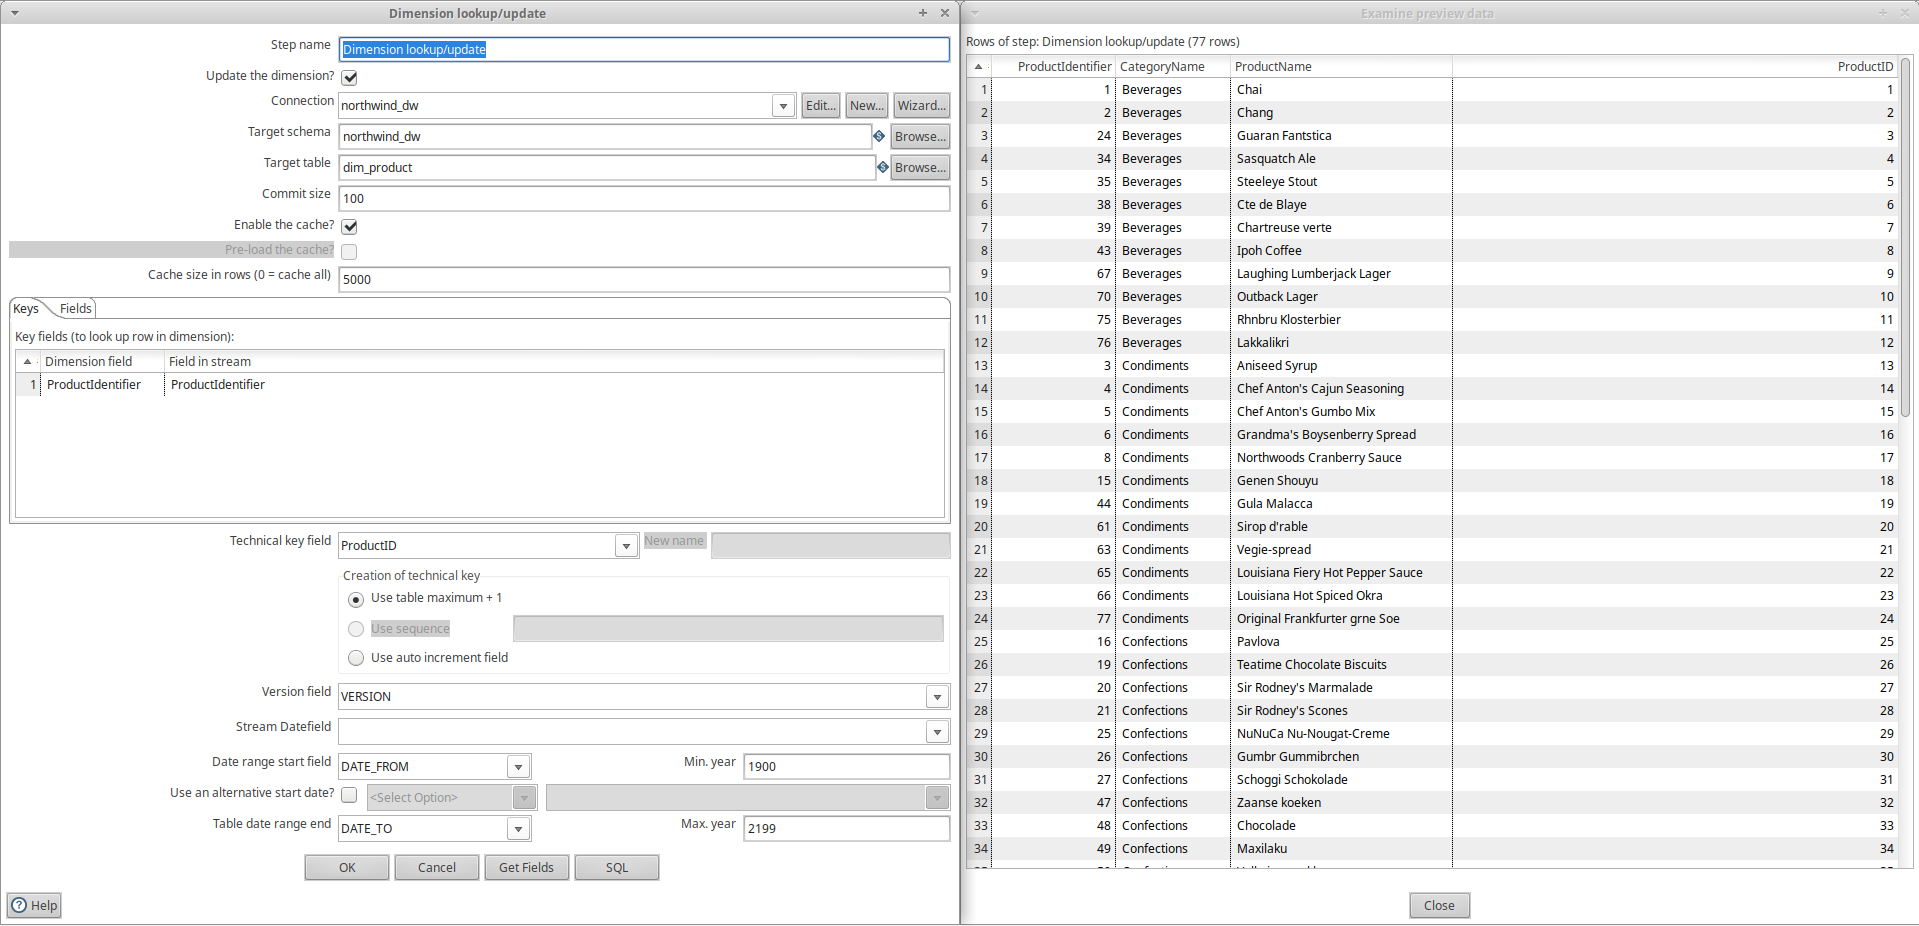 Dimension lookup/update
Step name Dimension lookup/update
Update the dimension?
Connection northwind_dw Edit... New... Wizard...
Target schema northwind_dw Browse...
Target table dim_product Browse...
Commit size 100
Enable the cache?
Pre-load the cache?
Cache size in rows (0 = cache all) 5000
Keys Fields
Key fields (to look up row in dimension):
Dimension field Field in stream
1 ProductIdentifier ProductIdentifier
Technical key field ProductID New name
Creation of technical key
Use table maximum + 1
Use sequence
Use auto increment field
Version field VERSION
Stream Datefield
Date range start field DATE_FROM Min. year 1900
Use an alternative start date? <Select Option>
Table date range end DATE_TO Max. year 2199
OK Cancel Get Fields SQL
Help
Examine preview data
Rows of step: Dimension lookup/update (77 rows)
ProductIdentifier CategoryName ProductName ProductID
1 1 Beverages Chai 1
2 2 Beverages Chang 2
3 24 Beverages Guaran Fantstica 3
4 34 Beverages Sasquatch Ale 4
5 35 Beverages Steeleye Stout 5
6 38 Beverages Cte de Blaye 6
7 39 Beverages Chartreuse verte 7
8 43 Beverages Ipoh Coffee 8
9 67 Beverages Laughing Lumberjack Lager 9
10 70 Beverages Outback Lager 10
11 75 Beverages Rhnbru Klosterbier 11
12 76 Beverages Lakkalikri 12
13 3 Condiments Aniseed Syrup 13
14 4 Condiments Chef Anton's Cajun Seasoning 14
15 5 Condiments Chef Anton's Gumbo Mix 15
16 6 Condiments Grandma's Boysenberry Spread 16
17 8 Condiments Northwoods Cranberry Sauce 17
18 15 Condiments Genen Shouyu 18
19 44 Condiments Gula Malacca 19
20 61 Condiments Sirop d'rable 20
21 63 Condiments Vegie-spread 21
22 65 Condiments Louisiana Fiery Hot Pepper Sauce 22
23 66 Condiments Louisiana Hot Spiced Okra 23
24 77 Condiments Original Frankfurter grne Soe 24
25 16 Confections Pavlova 25
26 19 Confections Teatime Chocolate Biscuits 26
27 20 Confections Sir Rodney's Marmalade 27
28 21 Confections Sir Rodney's Scones 28
29 25 Confections NuNuCa Nu-Nougat-Creme 29
30 26 Confections Gumbr Gummibrchen 30
31 27 Confections Schoggi Schokolade 31
32 47 Confections Zaanse koeken 32
33 48 Confections Chocolade 33
34 49 Confections Maxilaku 34
Close